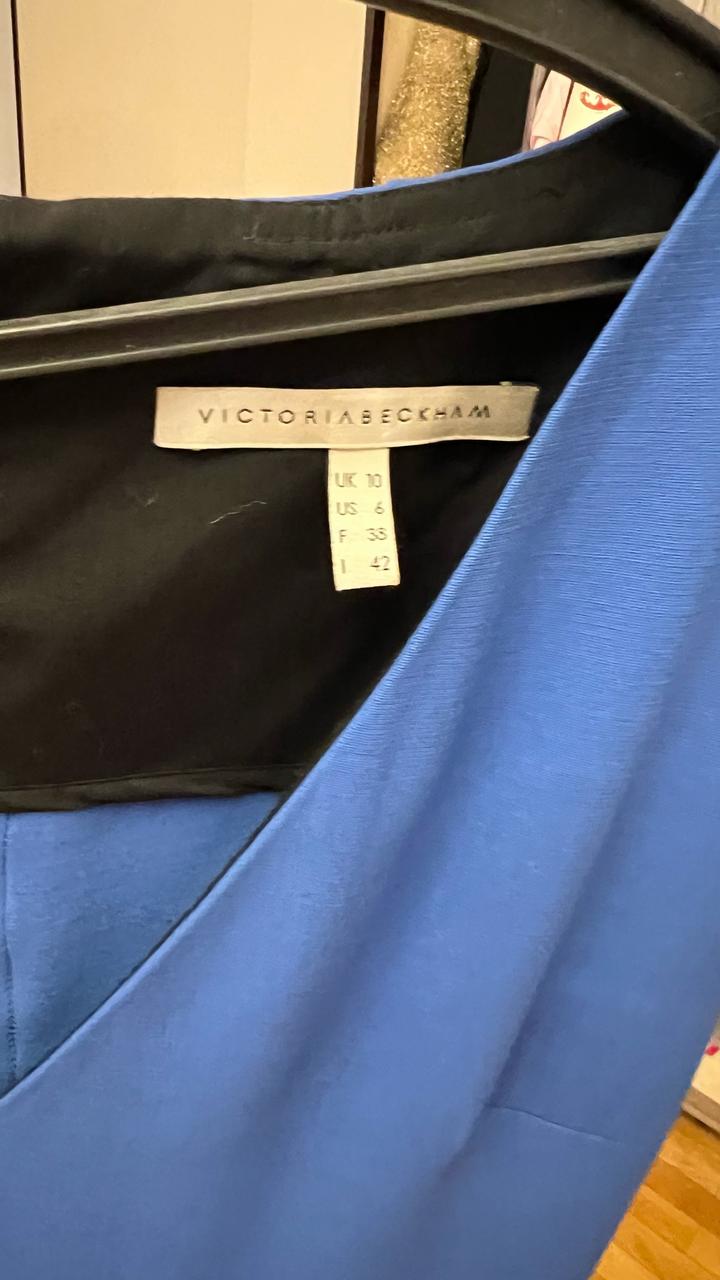 VICTORIABECKHAM
UK 10
US 6
F 38
I 42